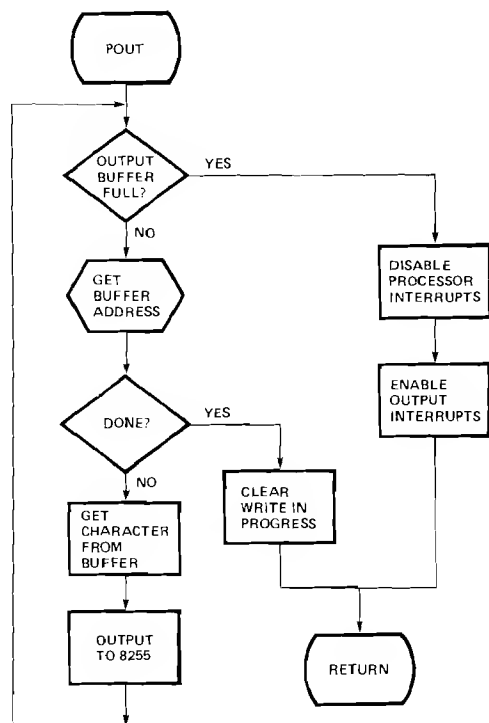 POUT
OUTPUT
BUFFER
FULL?
YES
NO
GET
BUFFER
ADDRESS
DISABLE
PROCESSOR
INTERRUPTS
ENABLE
OUTPUT
INTERRUPTS
DONE?
YES
NO
CLEAR
WRITE IN
PROGRESS
GET
CHARACTER
FROM
BUFFER
OUTPUT
TO 8255
RETURN